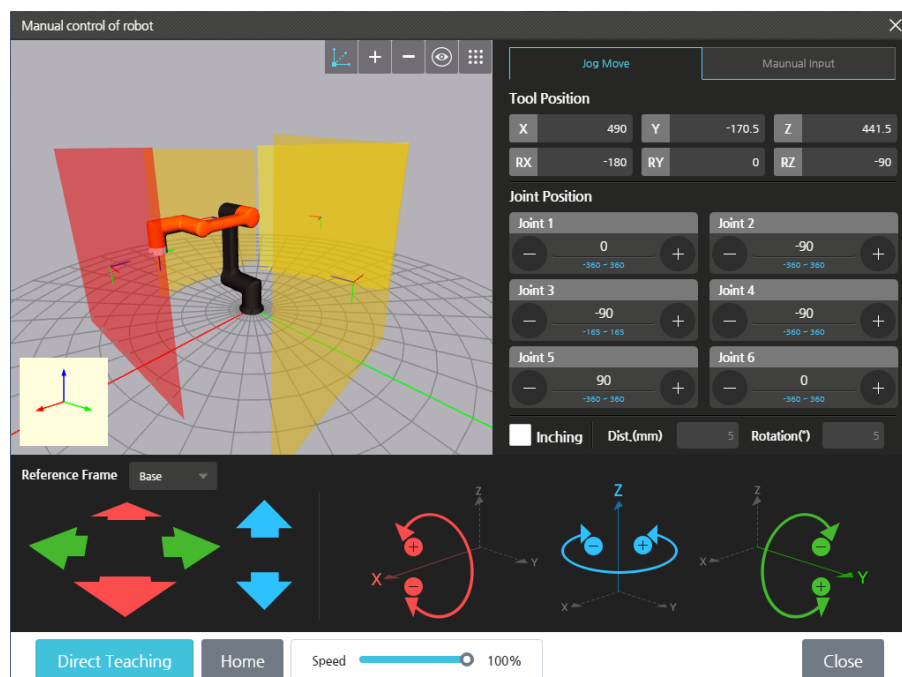 Manual control of robot
Jog Move
Maunual Input
Tool Position
X 490 Y -170.5 Z 441.5
RX -180 RY 0 RZ -90
Joint Position
Joint 1 Joint 2
− 0 + − -90 +
-360 ~ 360 -360 ~ 360
Joint 3 Joint 4
− -90 + − -90 +
-165 ~ 165 -360 ~ 360
Joint 5 Joint 6
− 90 + − 0 +
-360 ~ 360 -360 ~ 360
Inching Dist.(mm) 5 Rotation(°) 5
Reference Frame Base
Z Z Z
+ − + −
Y X Y
X − X Y +
Direct Teaching Home Speed 100% Close